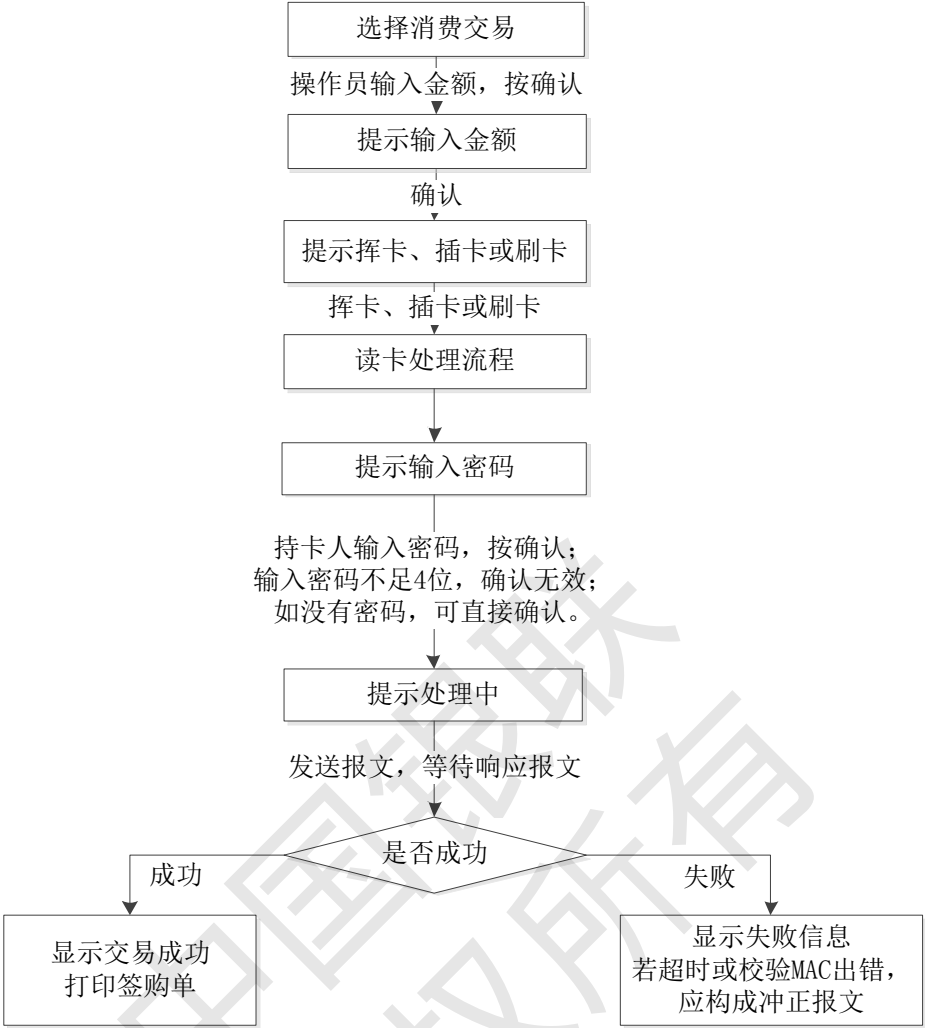 选择消费交易
操作员输入金额，按确认
提示输入金额
确认
提示挥卡、插卡或刷卡
挥卡、插卡或刷卡
读卡处理流程
提示输入密码
持卡人输入密码，按确认；
输入密码不足4位，确认无效；
如没有密码，可直接确认。
提示处理中
发送报文，等待响应报文
是否成功
成功
失败
显示交易成功
打印签购单
显示失败信息
若超时或校验MAC出错，
应构成冲正报文
中国银联
权所有